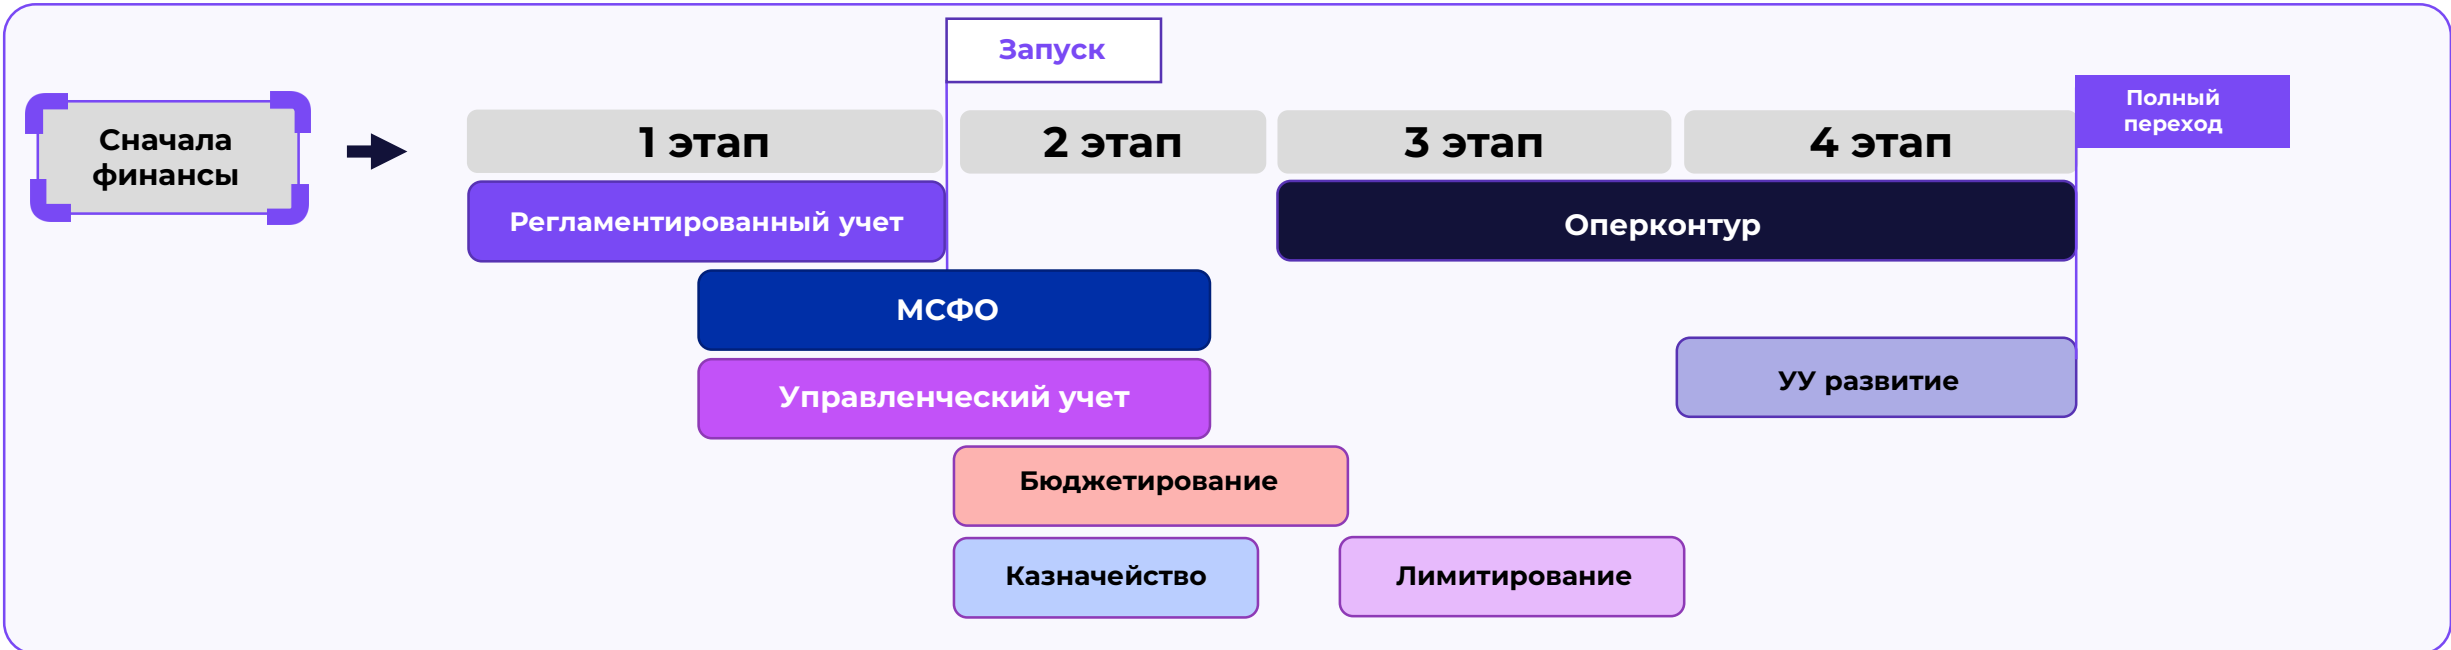 Запуск
Полный
переход
Сначала
финансы
1 этап
2 этап
3 этап
4 этап
Регламентированный учет
Оперконтур
МСФО
Управленческий учет
УУ развитие
Бюджетирование
Казначейство
Лимитирование